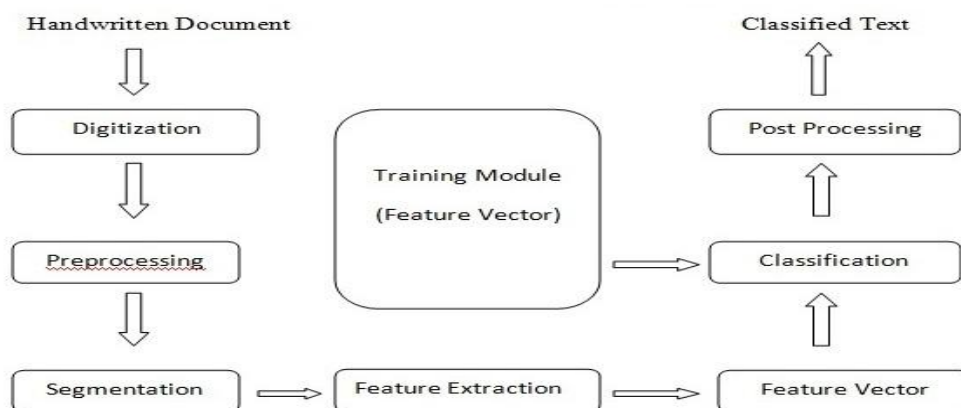 Handwritten Document
Classified Text
Digitization
Training Module
(Feature Vector)
Post Processing
Preprocessing
Classification
Segmentation
Feature Extraction
Feature Vector